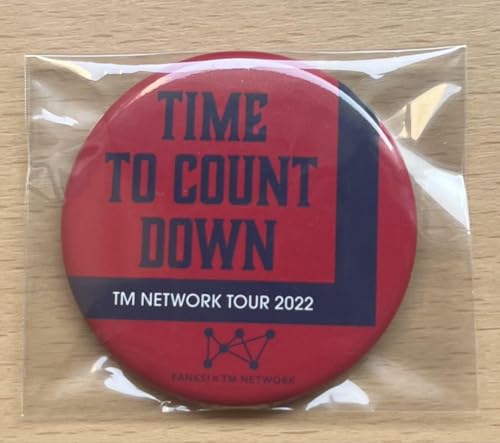 TIME
TO COUNT
DOWN
TM NETWORK TOUR 2022
FANKS! X TM NETWORK